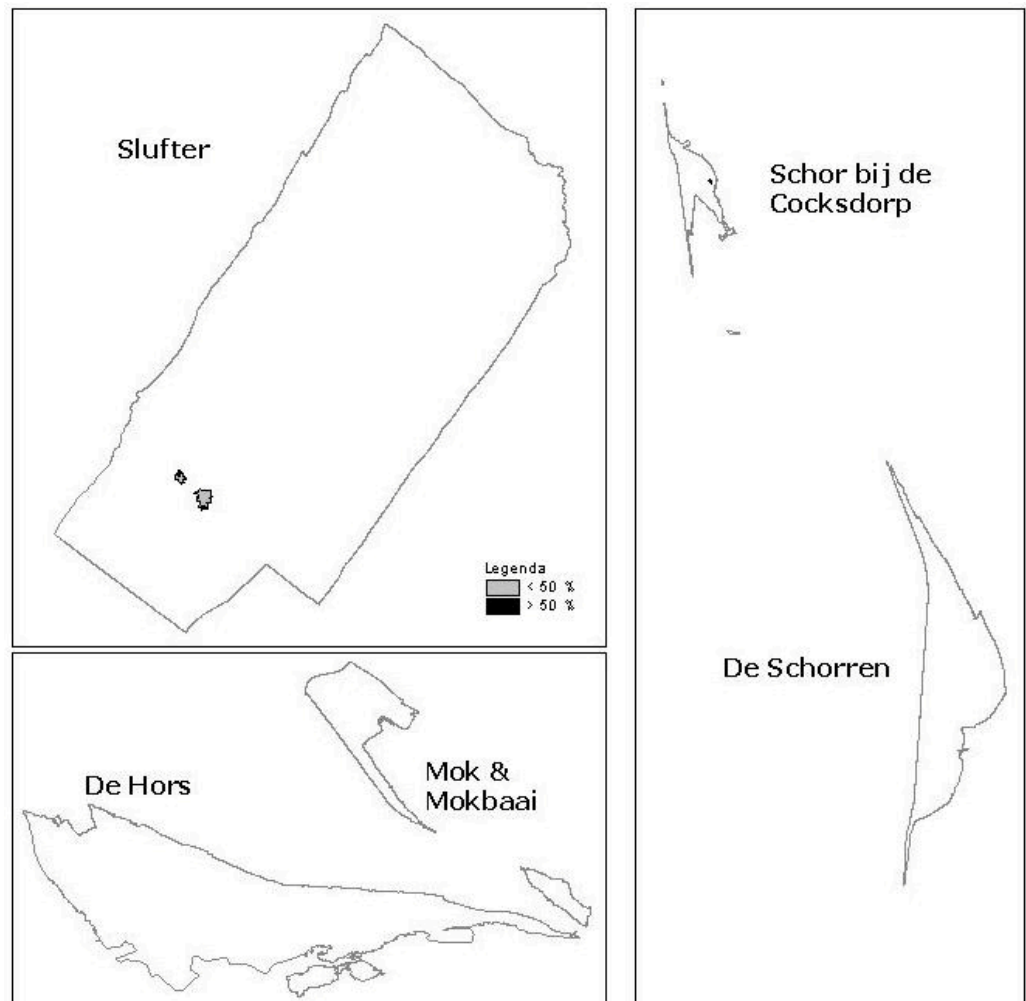 Slufter
Legenda
< 50 %
> 50 %
De Hors
Mok &
Mokbaai
Schor bij de
Cocksdorp
De Schorren